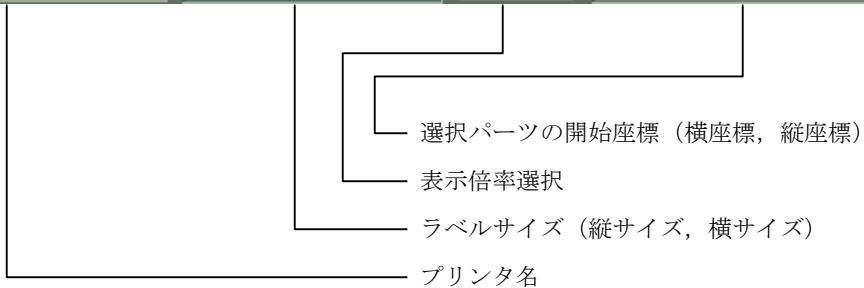 選択パーツの開始座標（横座標，縦座標）
表示倍率選択
ラベルサイズ（縦サイズ，横サイズ）
プリンタ名